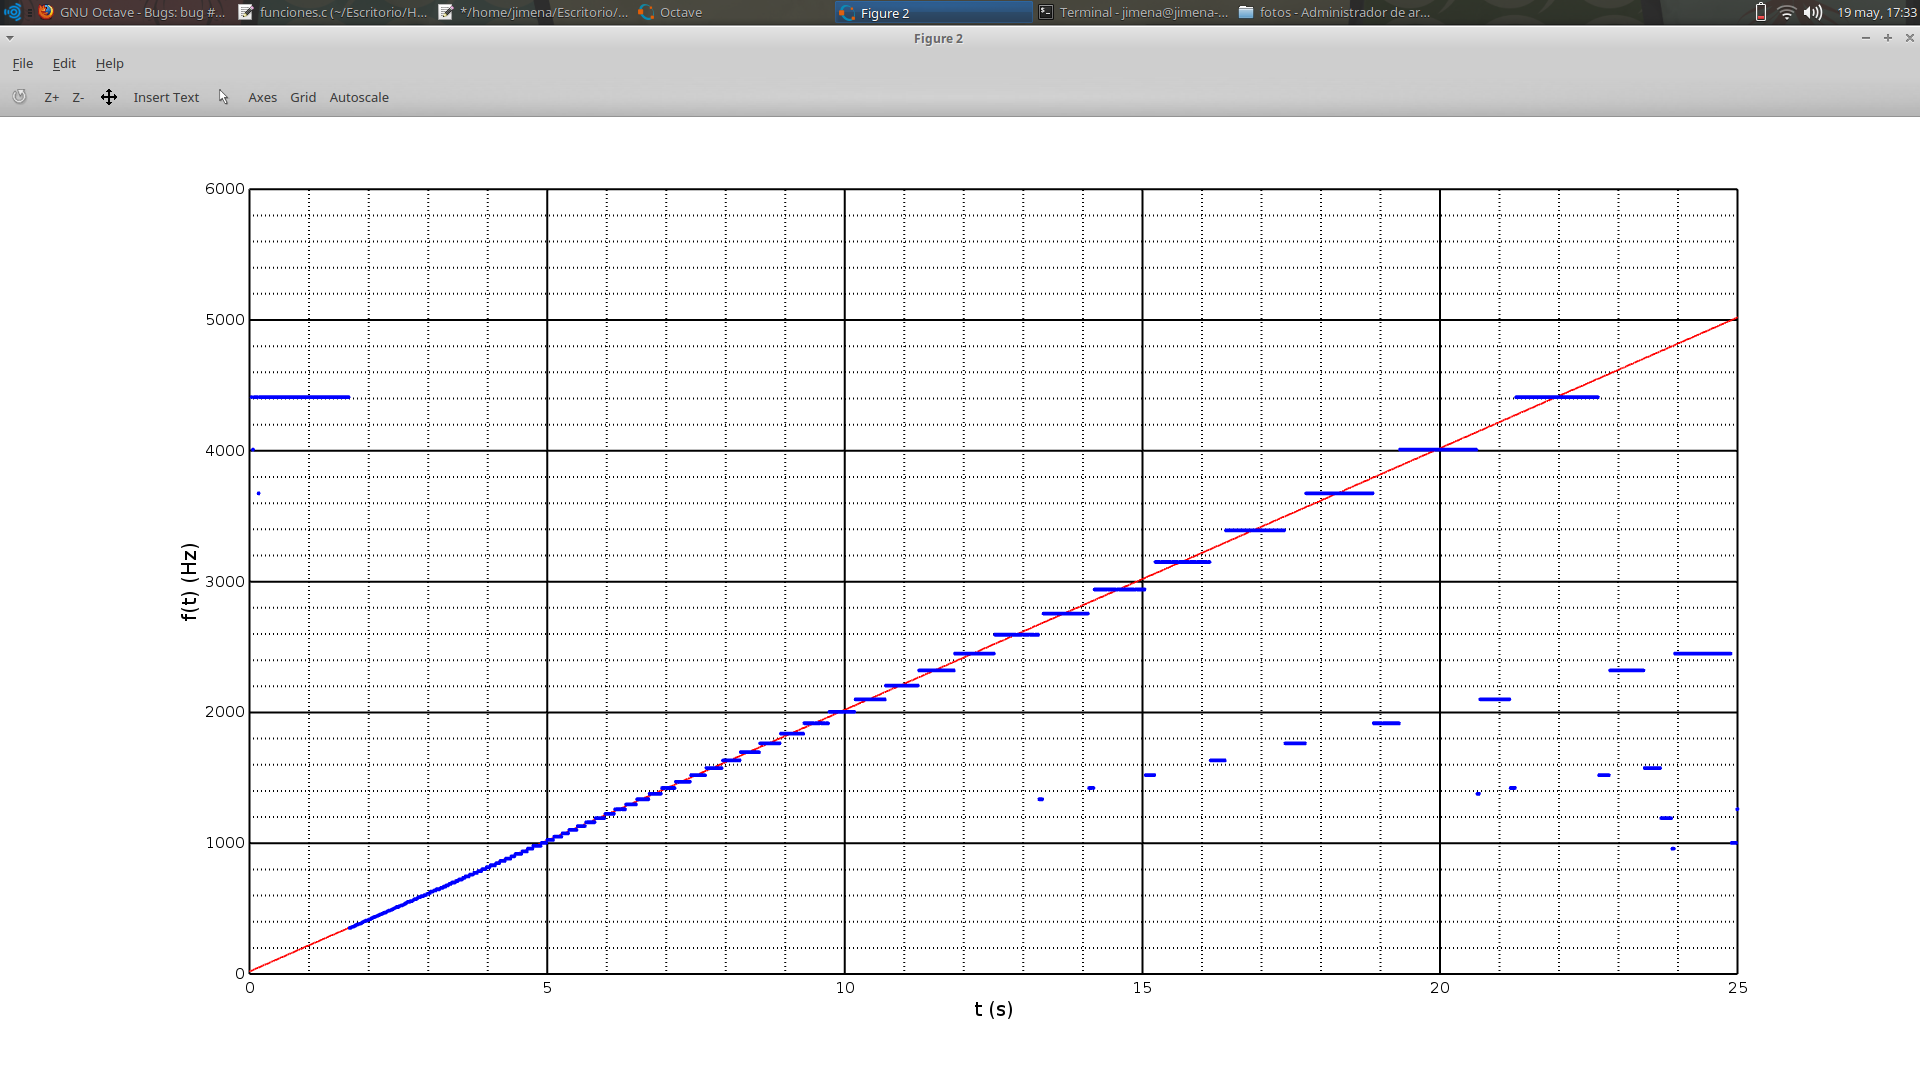 GNU Octave - Bugs: bug #... funciones.c (~/Escritorio/H... */home/jimena/Escritorio/... Octave Figure 2 Terminal - jimena@jimena-... fotos - Administrador de ar... 19 may, 17:33
Figure 2
File Edit Help
Z+ Z- Insert Text Axes Grid Autoscale
6000
5000
4000
3000
2000
1000
0
f(t) (Hz)
0 5 10 15 20 25
t (s)